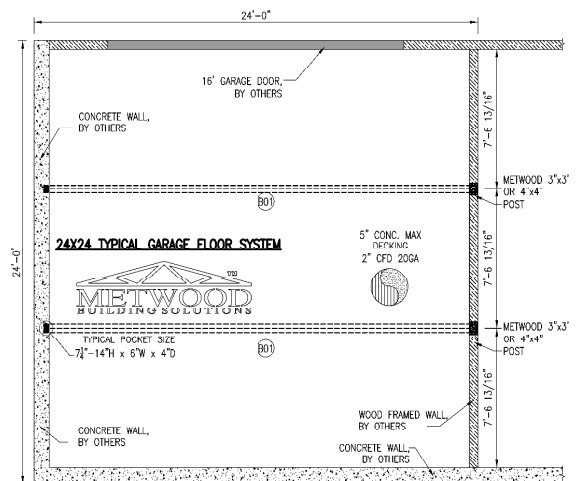 24'-0"
16' GARAGE DOOR,
BY OTHERS
CONCRETE WALL,
BY OTHERS
7'-6 13/16"
METWOOD 3"x3"
OR 4"x4"
POST
B01
24X24 TYPICAL GARAGE FLOOR SYSTEM
5" CONC. MAX
DECKING
2" CFD 20GA
24'-0"
7'-6 13/16"
TM
METWOOD
BUILDING SOLUTIONS
TYPICAL POCKET SIZE
7¼"-14"H x 6"W x 4"D
B01
METWOOD 3"x3"
OR 4"x4"
POST
7'-6 13/16"
WOOD FRAMED WALL,
BY OTHERS
CONCRETE WALL,
BY OTHERS
CONCRETE WALL,
BY OTHERS